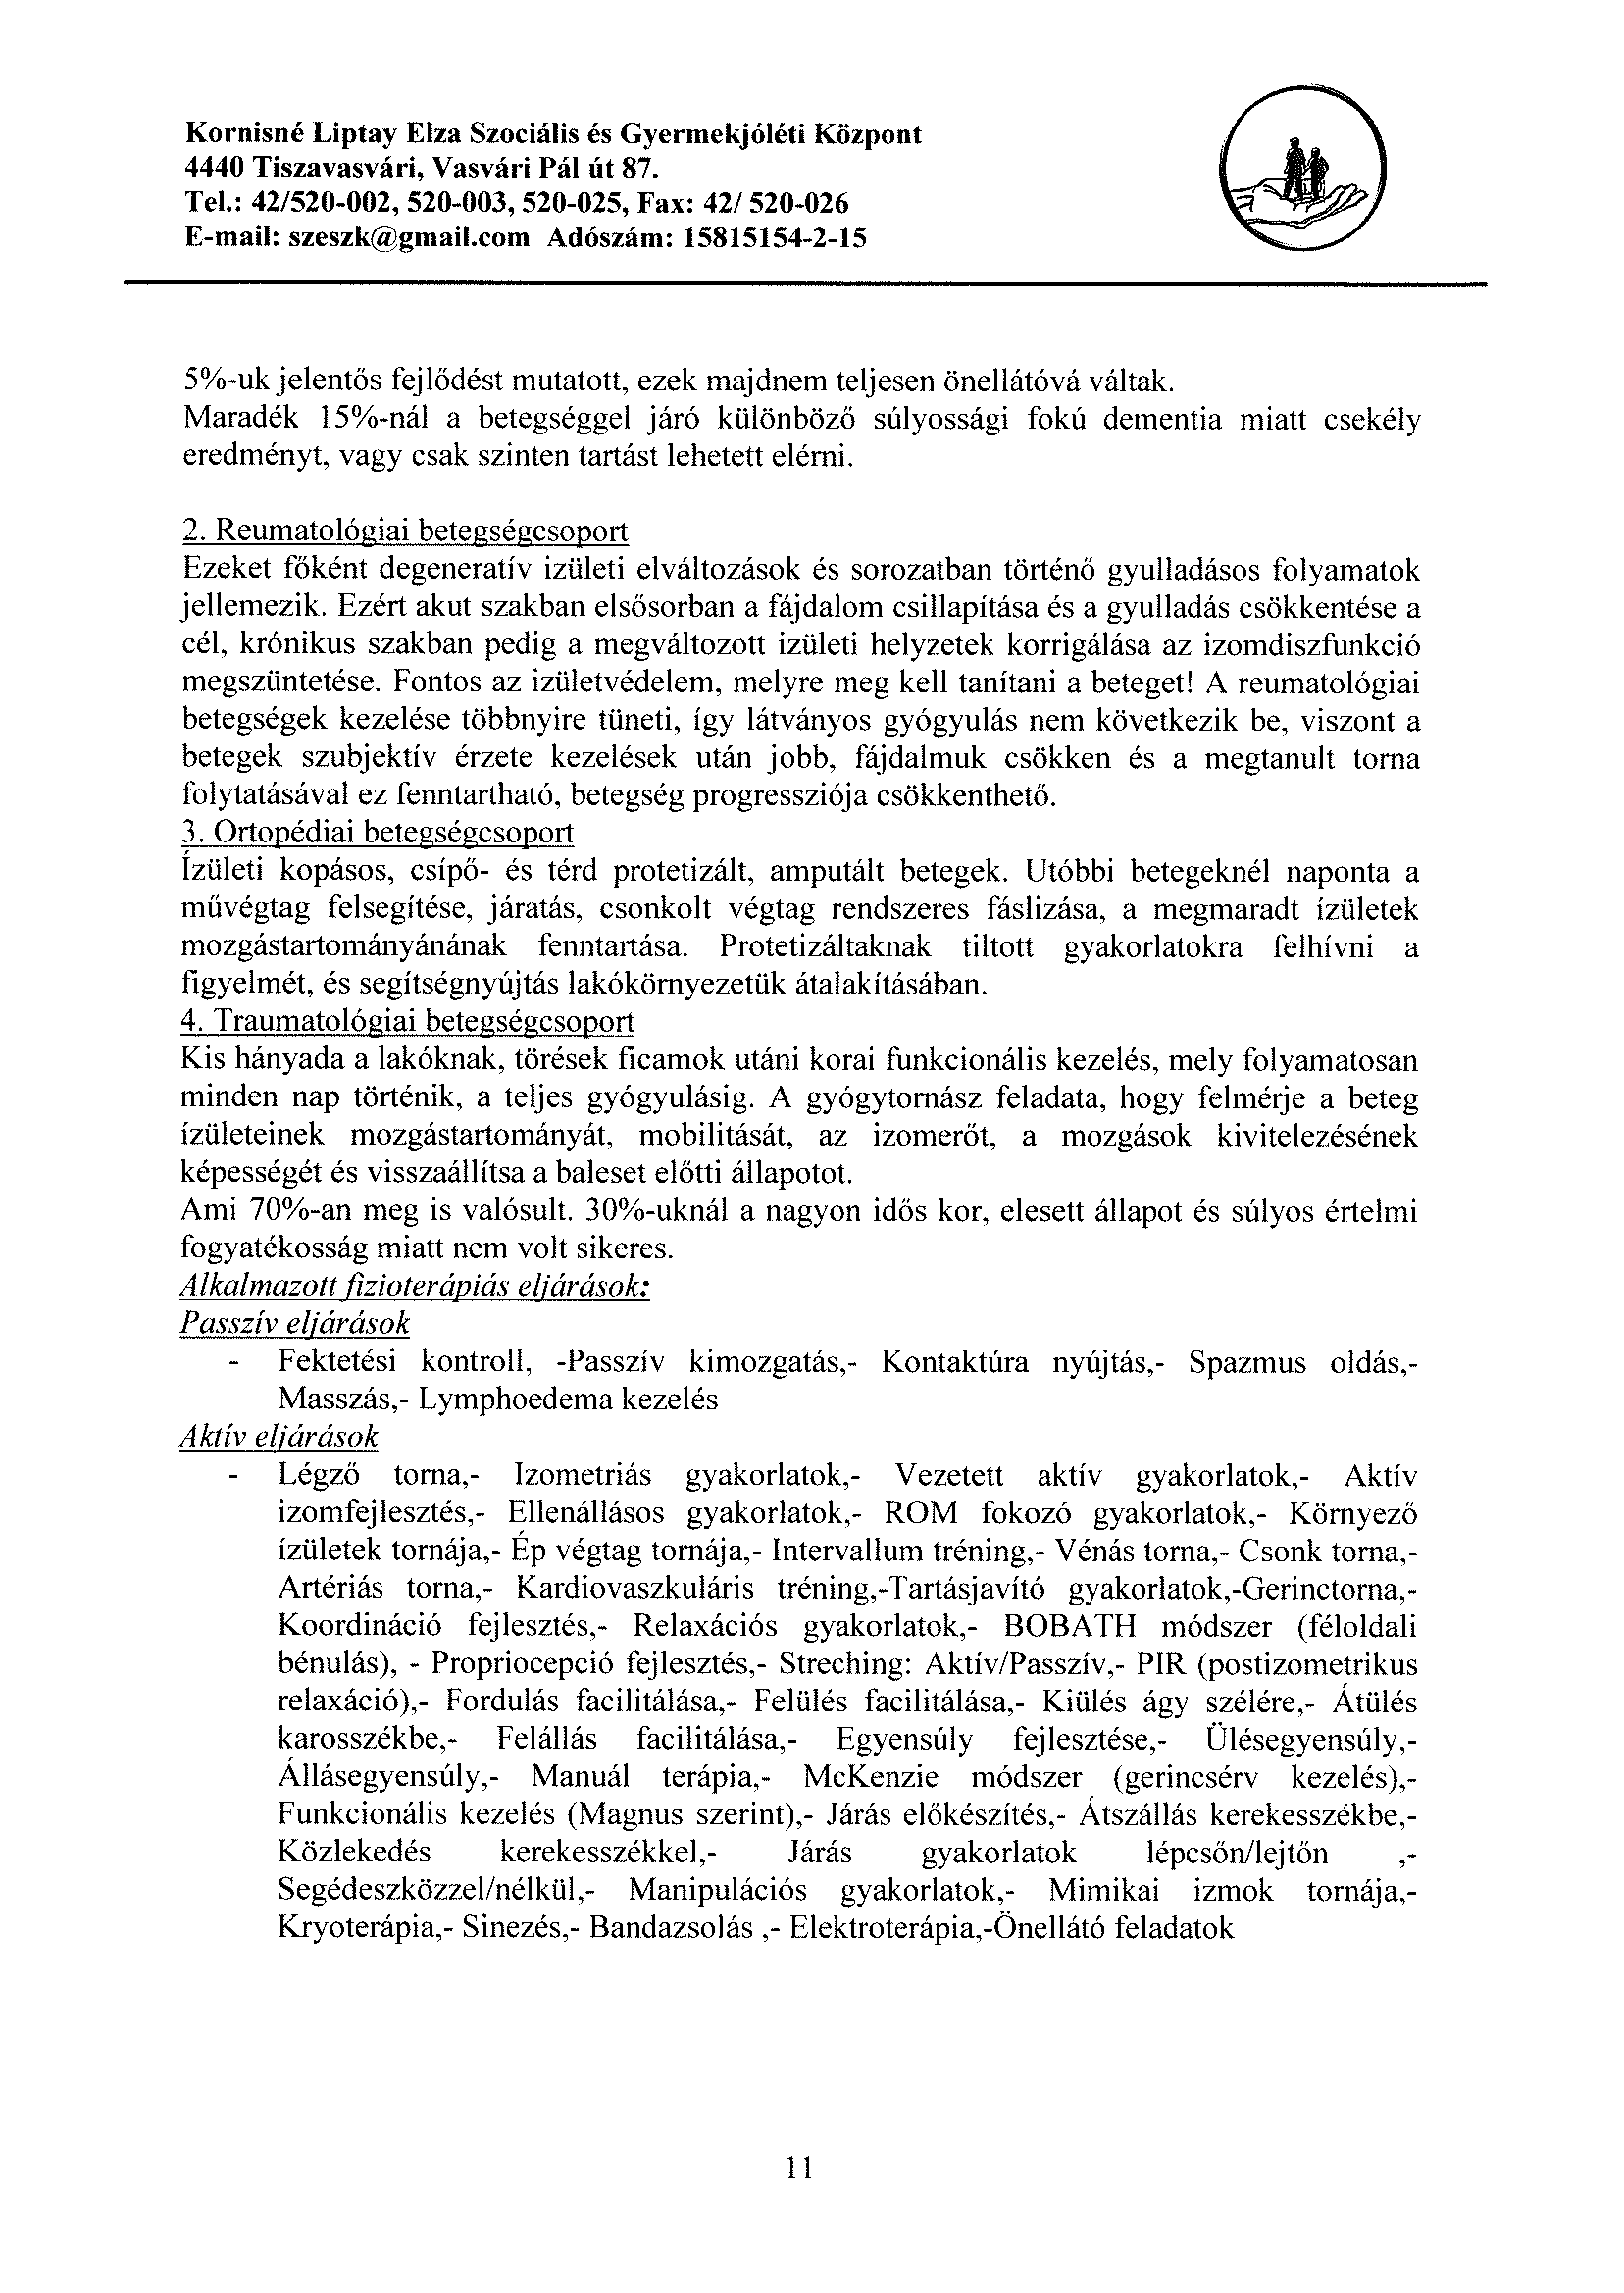 Kornisné Liptay Elza Szociális és Gyermekjóléti Központ
4440 Tiszavasvári, Vasvári Pál út 87.
Tel.: 42/520-002, 520-003, 520-025, Fax: 42/ 520-026
E-mail: szeszk@gmail.com Adószám: 15815154-2-15
5%-uk jelentős fejlődést mutatott, ezek majdnem teljesen önellátóvá váltak.
Maradék 15%-nál a betegséggel járó különböző súlyossági fokú dementia miatt csekély
eredményt, vagy csak szinten tartást lehetett elérni.
2. Reumatológiai betegségcsoport
Ezeket főként degeneratív izületi elváltozások és sorozatban történő gyulladásos folyamatok
jellemezik. Ezért akut szakban elsősorban a fájdalom csillapítása és a gyulladás csökkentése a
cél, krónikus szakban pedig a megváltozott izületi helyzetek korrigálása az izomdiszfunkció
megszüntetése. Fontos az izületvédelem, melyre meg kell tanítani a beteget! A reumatológiai
betegségek kezelése többnyire tüneti, így látványos gyógyulás nem következik be, viszont a
betegek szubjektív érzete kezelések után jobb, fájdalmuk csökken és a megtanult torna
folytatásával ez fenntartható, betegség progressziója csökkenthető.
3. Ortopédiai betegségcsoport
Ízületi kopásos, csípő- és térd protetizált, amputált betegek. Utóbbi betegeknél naponta a
művégtag felsegítése, járatás, csonkolt végtag rendszeres fáslizása, a megmaradt ízületek
mozgástartományánának fenntartása. Protetizáltaknak tiltott gyakorlatokra felhívni a
figyelmét, és segítségnyújtás lakókörnyezetük átalakításában.
4. Traumatológiai betegségcsoport
Kis hányada a lakóknak, törések ficamok utáni korai funkcionális kezelés, mely folyamatosan
minden nap történik, a teljes gyógyulásig. A gyógytornász feladata, hogy felmérje a beteg
ízületeinek mozgástartományát, mobilitását, az izomerőt, a mozgások kivitelezésének
képességét és visszaállítsa a baleset előtti állapotot.
Ami 70%-an meg is valósult. 30%-uknál a nagyon idős kor, elesett állapot és súlyos értelmi
fogyatékosság miatt nem volt sikeres.
Alkalmazott fizioterápiás eljárások:
Passzív eljárások
- Fektetési kontroll, -Passzív kimozgatás,- Kontaktúra nyújtás,- Spazmus oldás,-
Masszás,- Lymphoedema kezelés
Aktív eljárások
- Légző torna,- Izometriás gyakorlatok,- Vezetett aktív gyakorlatok,- Aktív
izomfejlesztés,- Ellenállásos gyakorlatok,- ROM fokozó gyakorlatok,- Környező
ízületek tornája,- Ép végtag tornája,- Intervallum tréning,- Vénás torna,- Csonk torna,-
Artériás torna,- Kardiovaszkuláris tréning,-Tartásjavító gyakorlatok,-Gerinctorna,-
Koordináció fejlesztés,- Relaxációs gyakorlatok,- BOBATH módszer (féloldali
bénulás), - Propriocepció fejlesztés,- Streching: Aktív/Passzív,- PIR (postizometrikus
relaxáció),- Fordulás facilitálása,- Felülés facilitálása,- Kiülés ágy szélére,- Átülés
karosszékbe,- Felállás facilitálása,- Egyensúly fejlesztése,- Ülésegyensúly,-
Állásegyensúly,- Manuál terápia,- McKenzie módszer (gerincsérv kezelés),-
Funkcionális kezelés (Magnus szerint),- Járás előkészítés,- Átszállás kerekesszékbe,-
Közlekedés kerekesszékkel,- Járás gyakorlatok lépcsőn/lejtőn ,-
Segédeszközzel/nélkül,- Manipulációs gyakorlatok,- Mimikai izmok tornája,-
Kryoterápia,- Sinezés,- Bandazsolás ,- Elektroterápia,-Önellátó feladatok
11